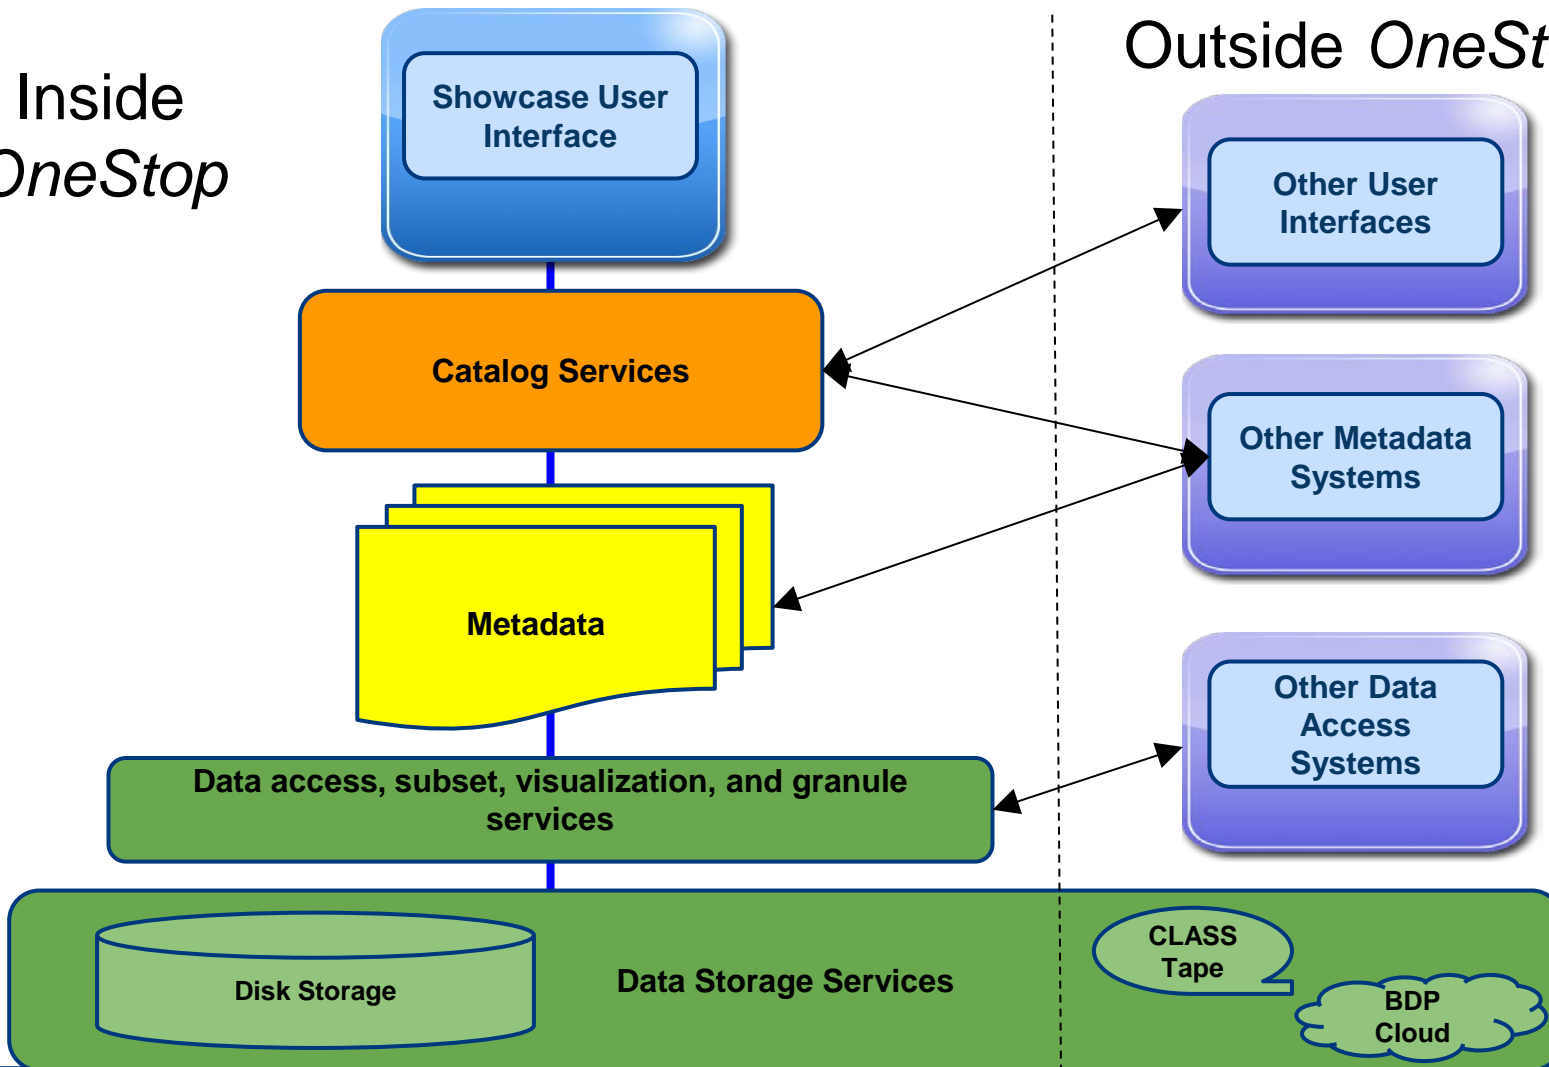 Inside
OneStop
Outside OneSt
Showcase User
Interface
Other User
Interfaces
Catalog Services
Other Metadata
Systems
Metadata
Other Data
Access
Systems
Data access, subset, visualization, and granule
services
CLASS
Tape
Data Storage Services
Disk Storage
BDP
Cloud